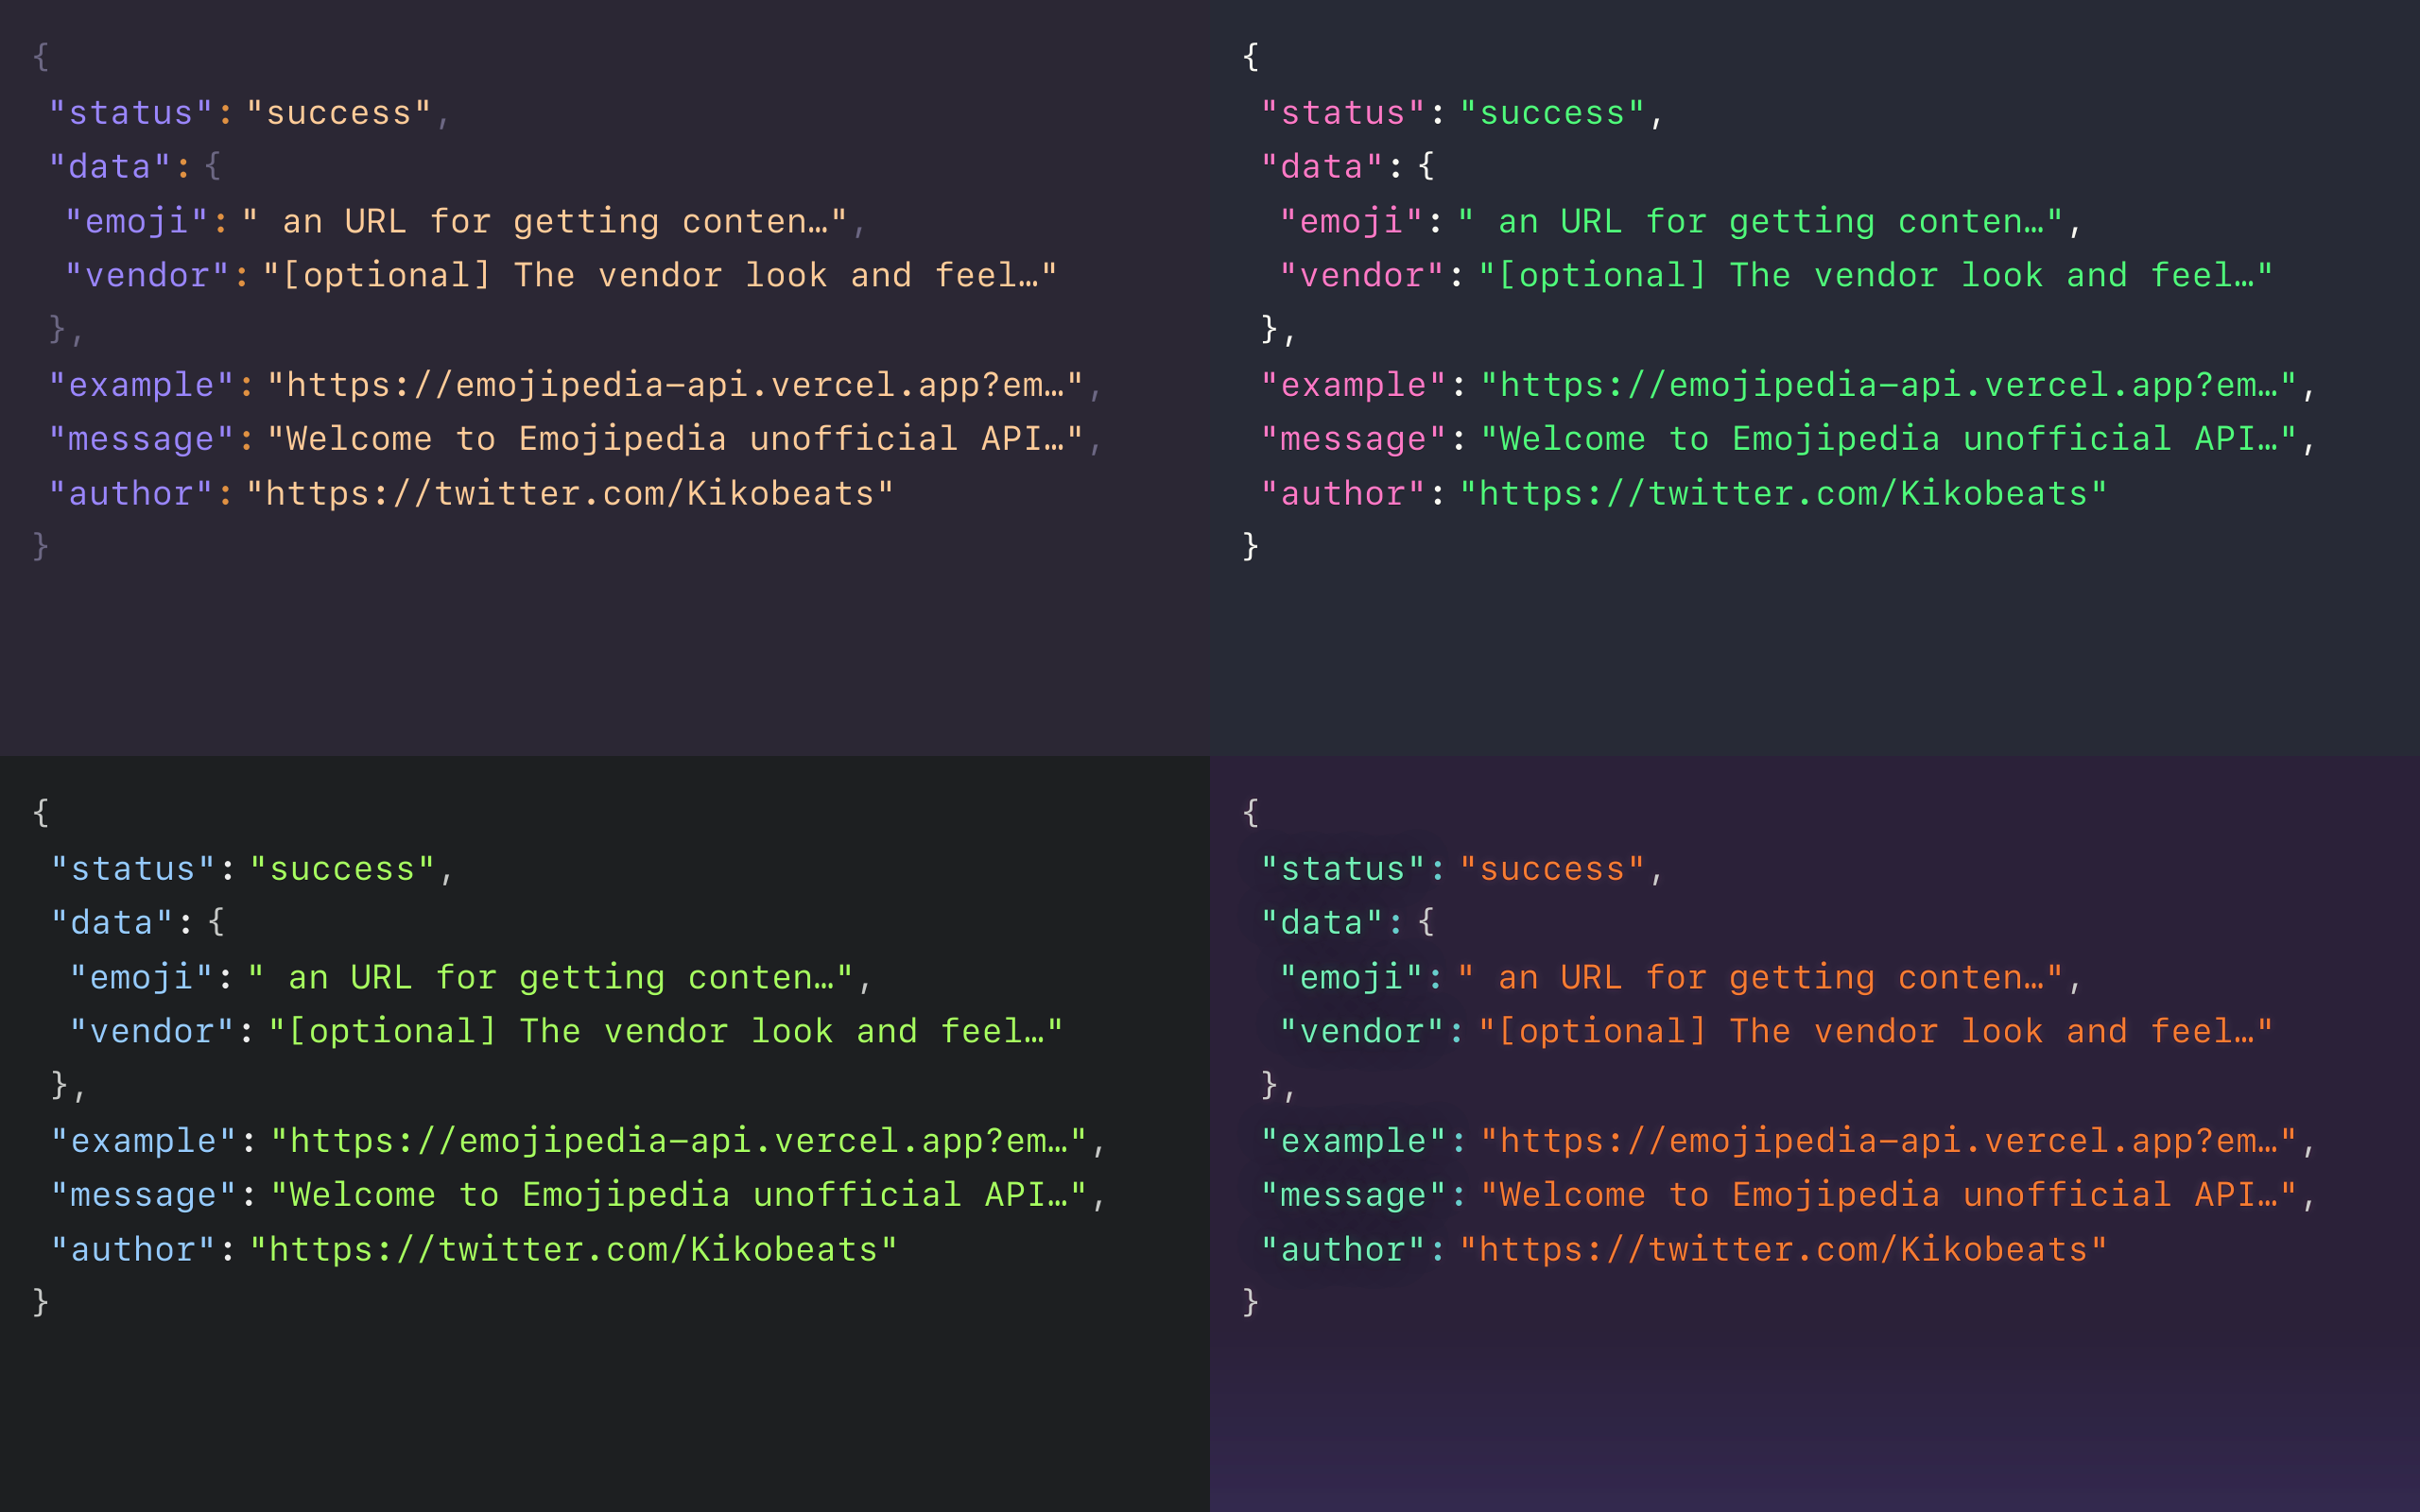 {
"status": "success",
"data": {
"emoji": " an URL for getting conten…",
"vendor": "[optional] The vendor look and feel…"
},
"example": "https://emojipedia-api.vercel.app?em…",
"message": "Welcome to Emojipedia unofficial API…",
"author": "https://twitter.com/Kikobeats"
}
{
"status": "success",
"data": {
"emoji": " an URL for getting conten…",
"vendor": "[optional] The vendor look and feel…"
},
"example": "https://emojipedia-api.vercel.app?em…",
"message": "Welcome to Emojipedia unofficial API…",
"author": "https://twitter.com/Kikobeats"
}
{
"status": "success",
"data": {
"emoji": " an URL for getting conten…",
"vendor": "[optional] The vendor look and feel…"
},
"example": "https://emojipedia-api.vercel.app?em…",
"message": "Welcome to Emojipedia unofficial API…",
"author": "https://twitter.com/Kikobeats"
}
{
"status": "success",
"data": {
"emoji": " an URL for getting conten…",
"vendor": "[optional] The vendor look and feel…"
},
"example": "https://emojipedia-api.vercel.app?em…",
"message": "Welcome to Emojipedia unofficial API…",
"author": "https://twitter.com/Kikobeats"
}